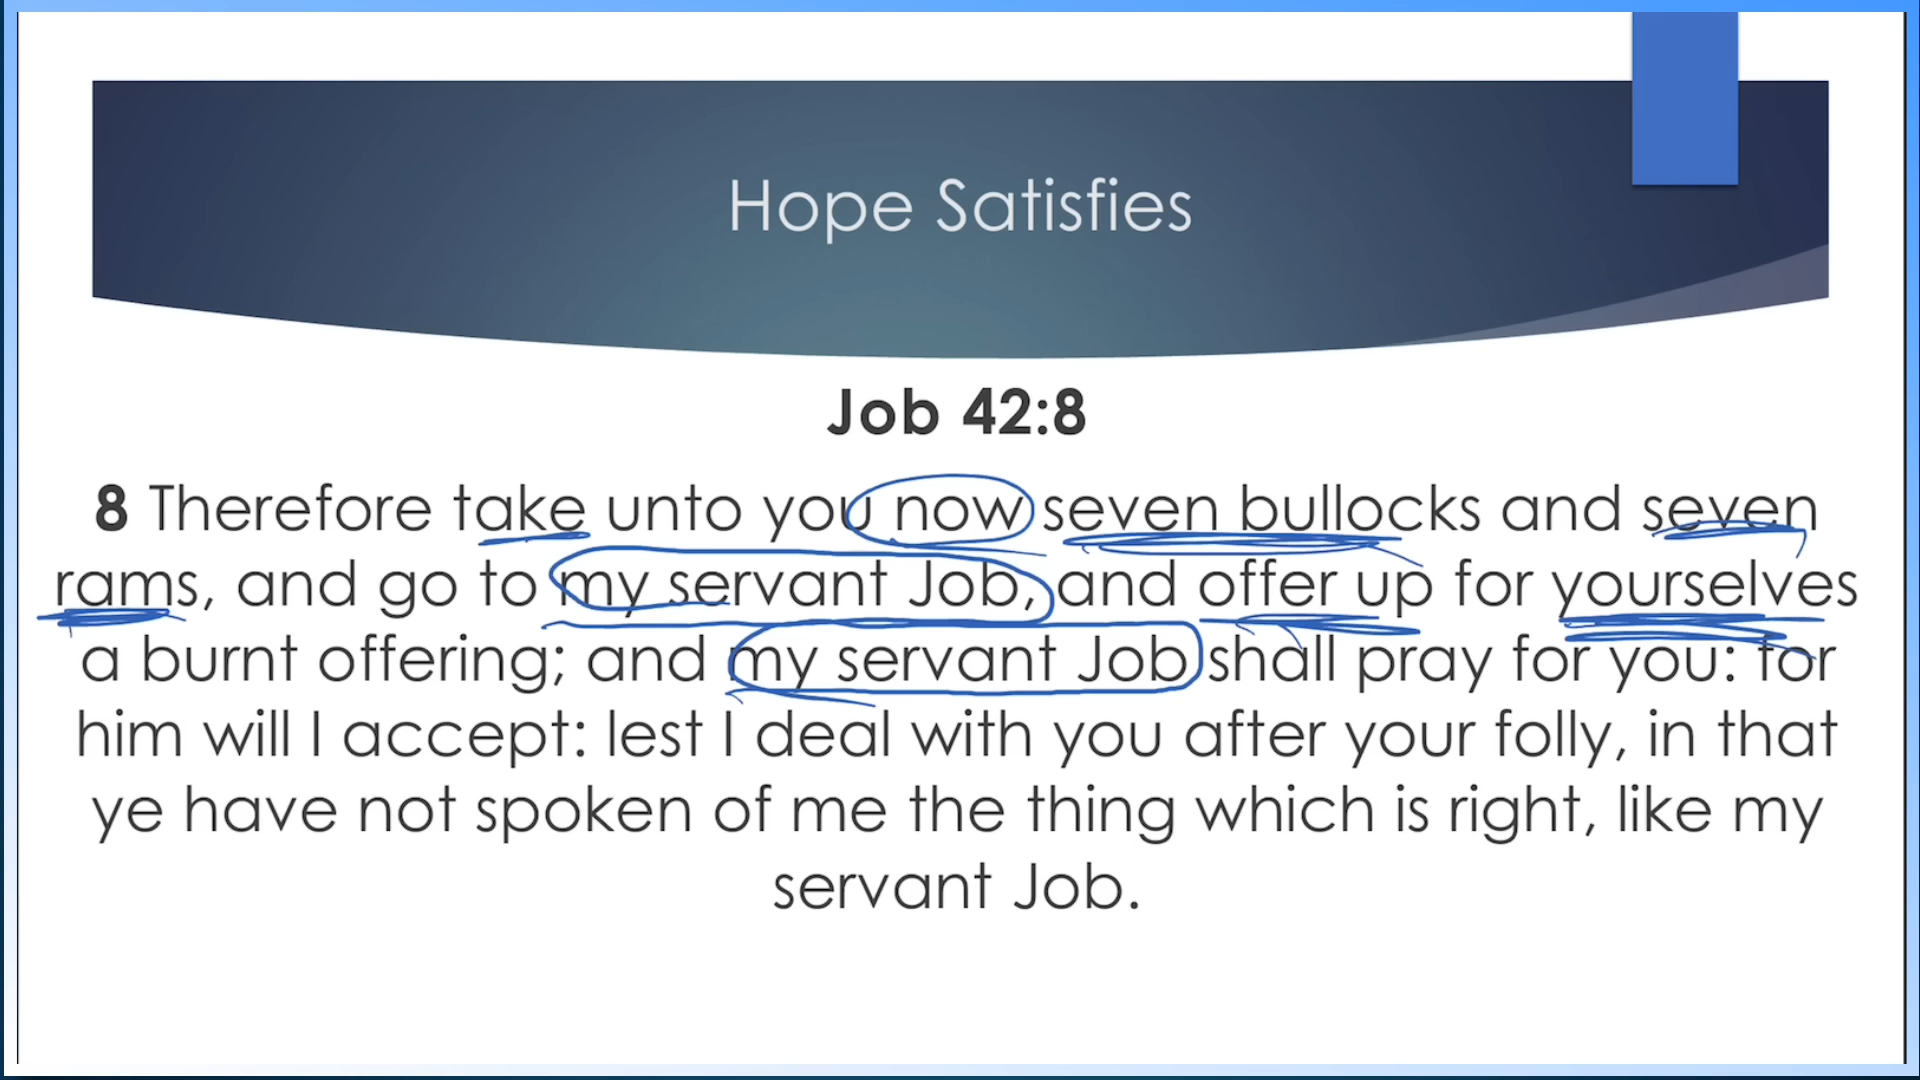 Hope Satisfies
Job 42:8
8 Therefore take unto you now seven bullocks and seven
rams, and go to my servant Job, and offer up for yourselves
a burnt offering; and my servant Job shall pray for you: for
him will I accept: lest I deal with you after your folly, in that
ye have not spoken of me the thing which is right, like my
servant Job.